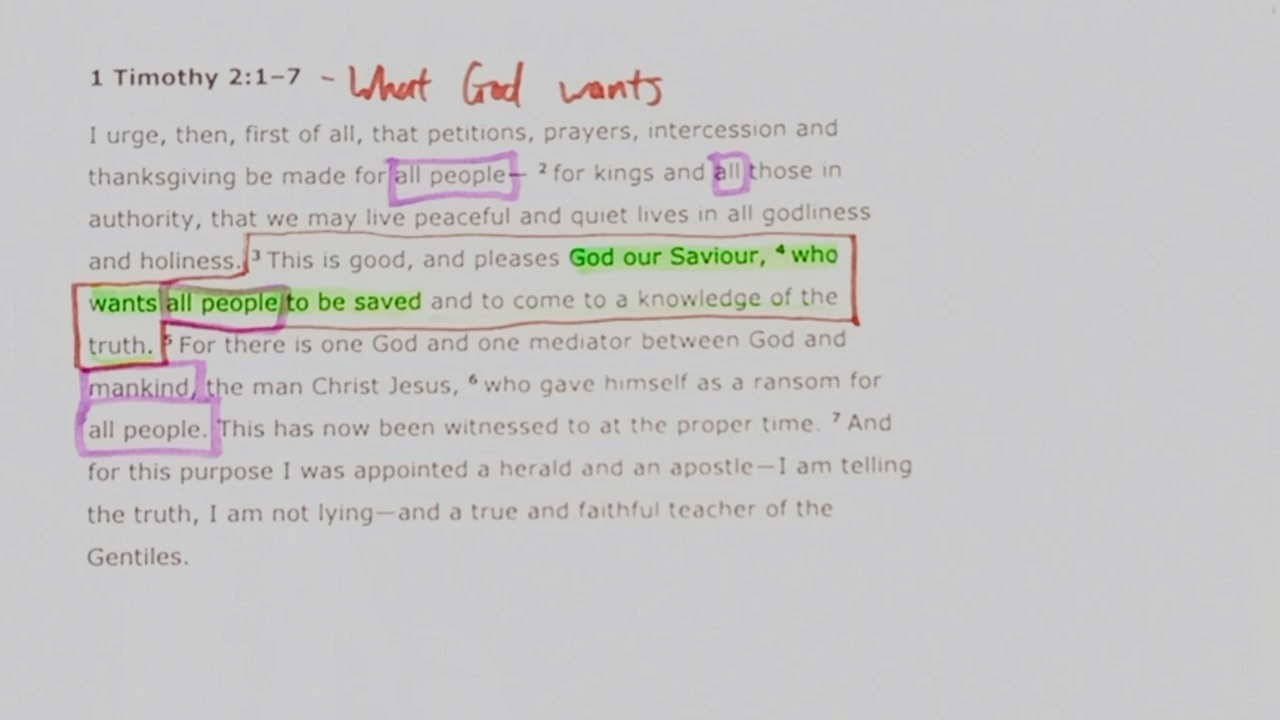 1 Timothy 2:1–7 - What God wants
I urge, then, first of all, that petitions, prayers, intercession and
thanksgiving be made for all people— ² for kings and all those in
authority, that we may live peaceful and quiet lives in all godliness
and holiness. ³ This is good, and pleases God our Saviour, ⁴ who
wants all people to be saved and to come to a knowledge of the
truth. ⁵ For there is one God and one mediator between God and
mankind, the man Christ Jesus, ⁶ who gave himself as a ransom for
all people. This has now been witnessed to at the proper time. ⁷ And
for this purpose I was appointed a herald and an apostle—I am telling
the truth, I am not lying—and a true and faithful teacher of the
Gentiles.